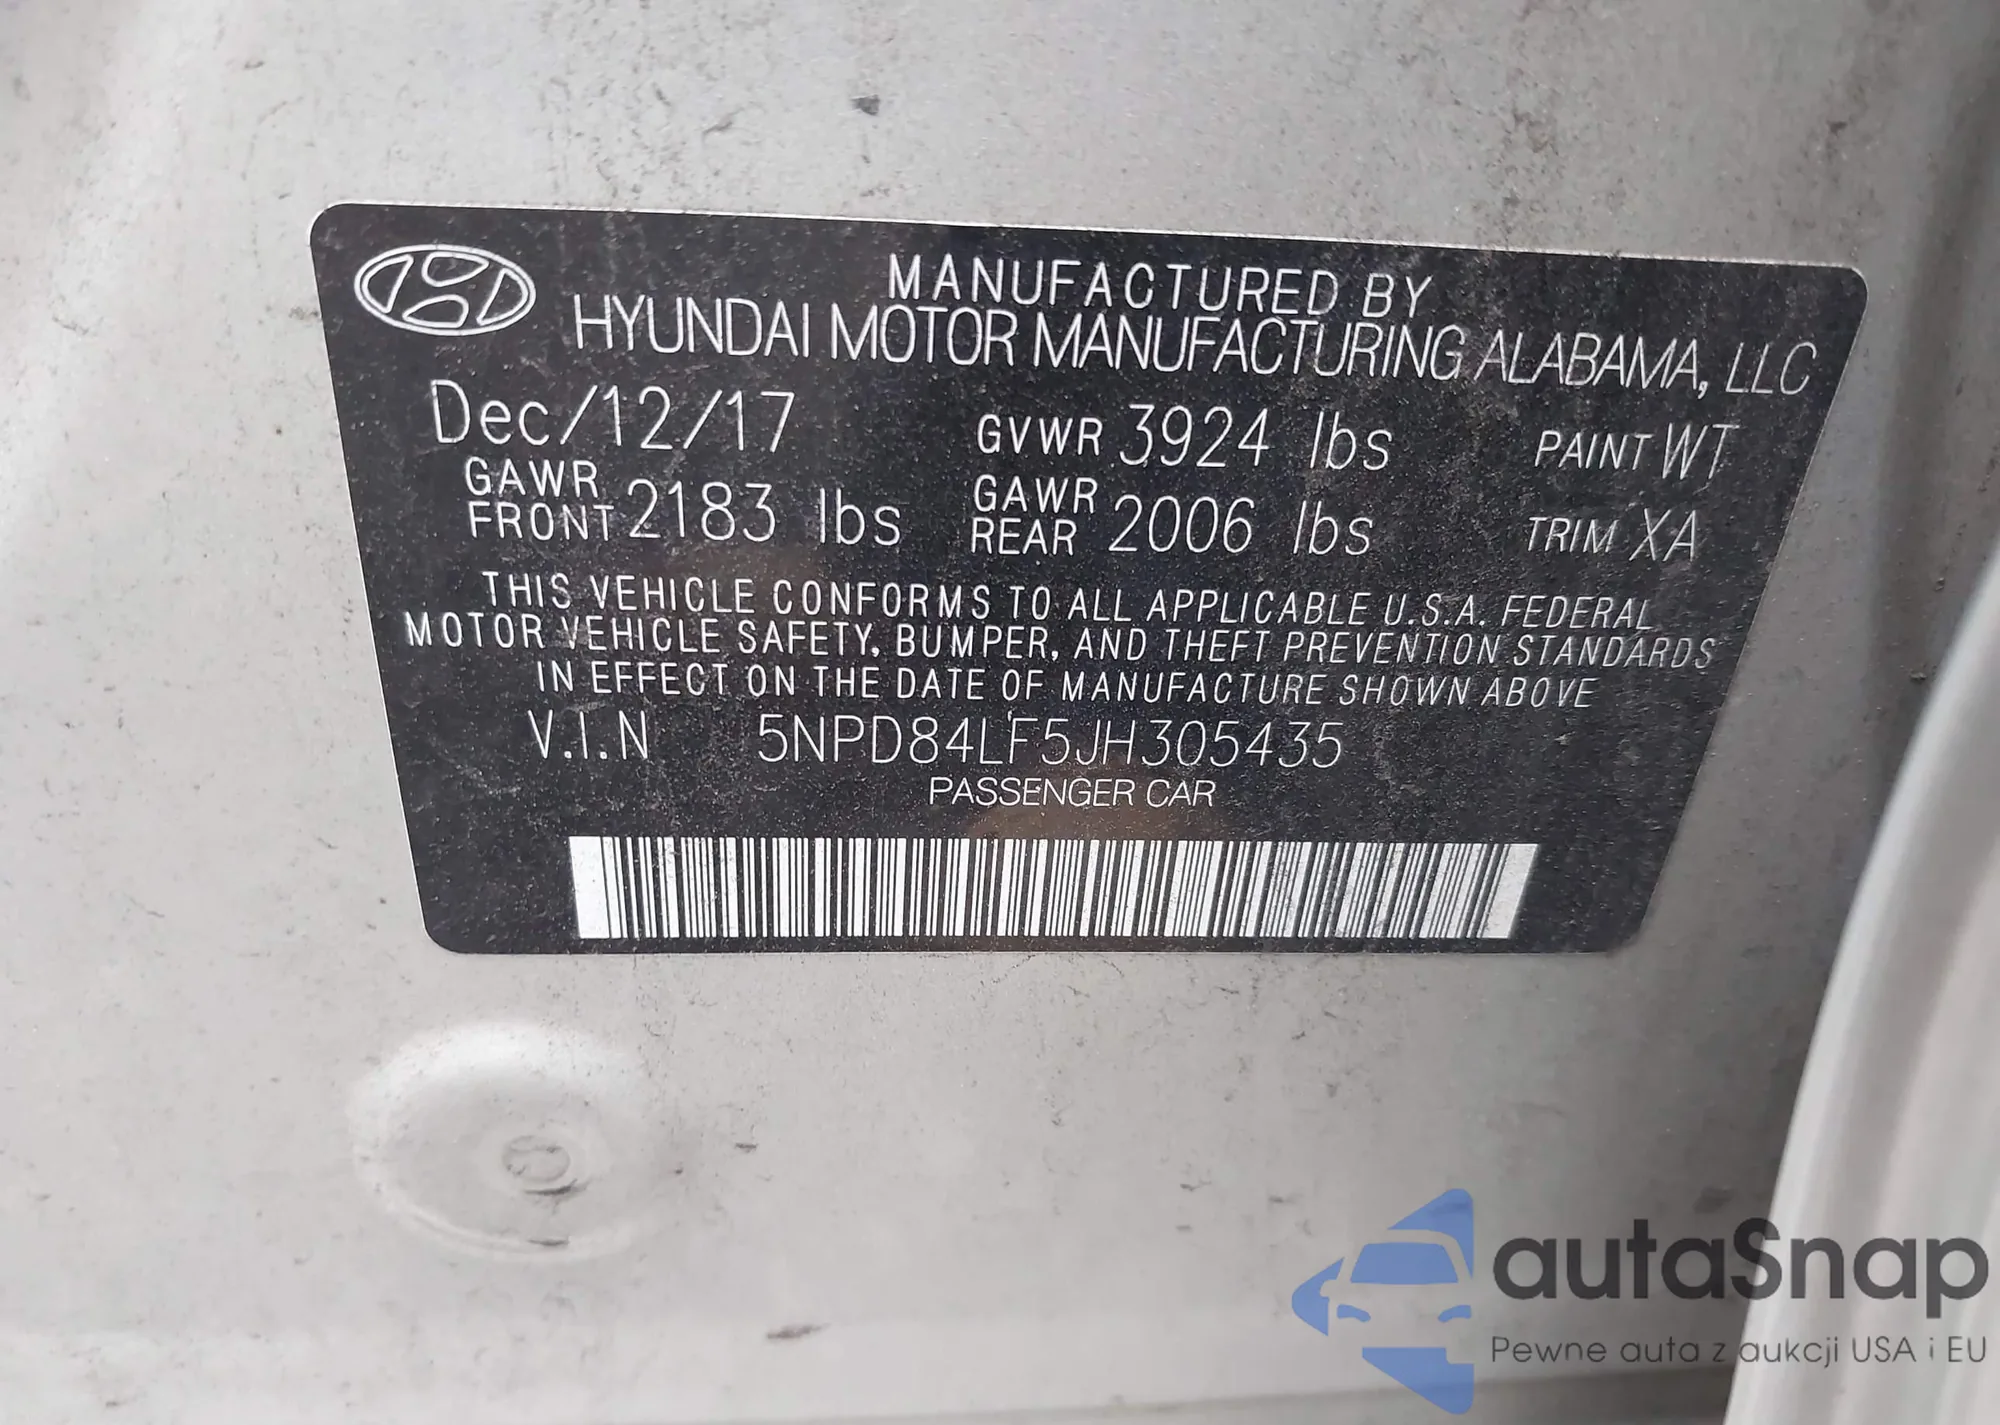 MANUFACTURED BY
HYUNDAI MOTOR MANUFACTURING ALABAMA, LLC
Dec/12/17 GVWR 3924 lbs PAINT WT
GAWR FRONT 2183 lbs GAWR REAR 2006 lbs TRIM XA
THIS VEHICLE CONFORMS TO ALL APPLICABLE U.S.A. FEDERAL
MOTOR VEHICLE SAFETY, BUMPER, AND THEFT PREVENTION STANDARDS
IN EFFECT ON THE DATE OF MANUFACTURE SHOWN ABOVE
V.I.N 5NPD84LF5JH305435
PASSENGER CAR
autaSnap
Pewne auta z aukcji USA i EU